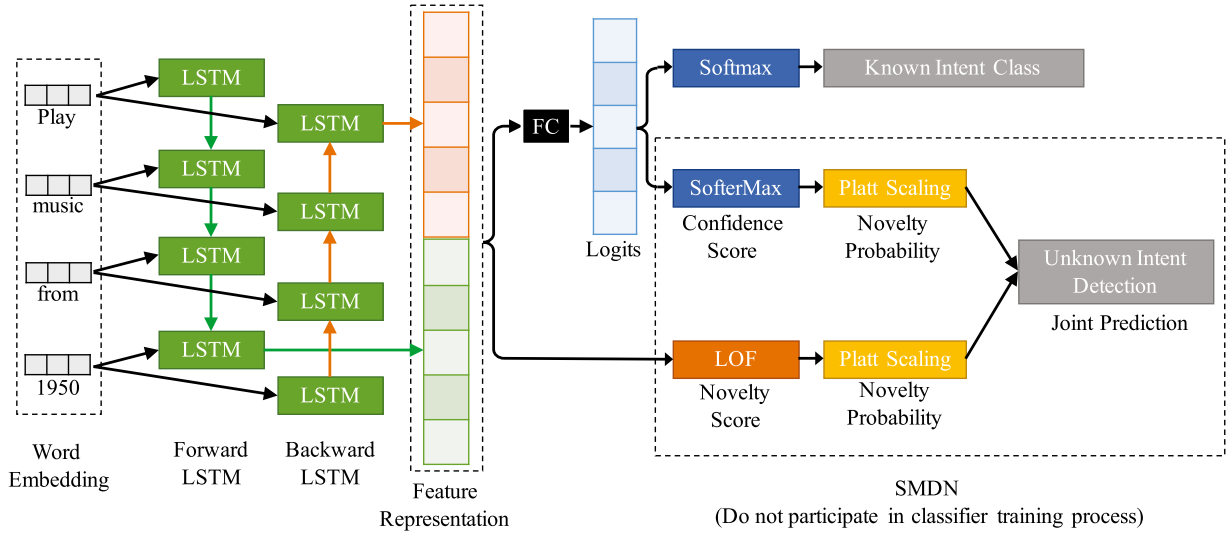 Play
music
from
1950
Word
Embedding
LSTM
LSTM
LSTM
LSTM
Forward
LSTM
LSTM
LSTM
LSTM
LSTM
Backward
LSTM
Feature
Representation
FC
Logits
Softmax
Known Intent Class
SofterMax
Confidence
Score
Platt Scaling
Novelty
Probability
LOF
Novelty
Score
Platt Scaling
Novelty
Probability
Unknown Intent
Detection
Joint Prediction
SMDN
(Do not participate in classifier training process)